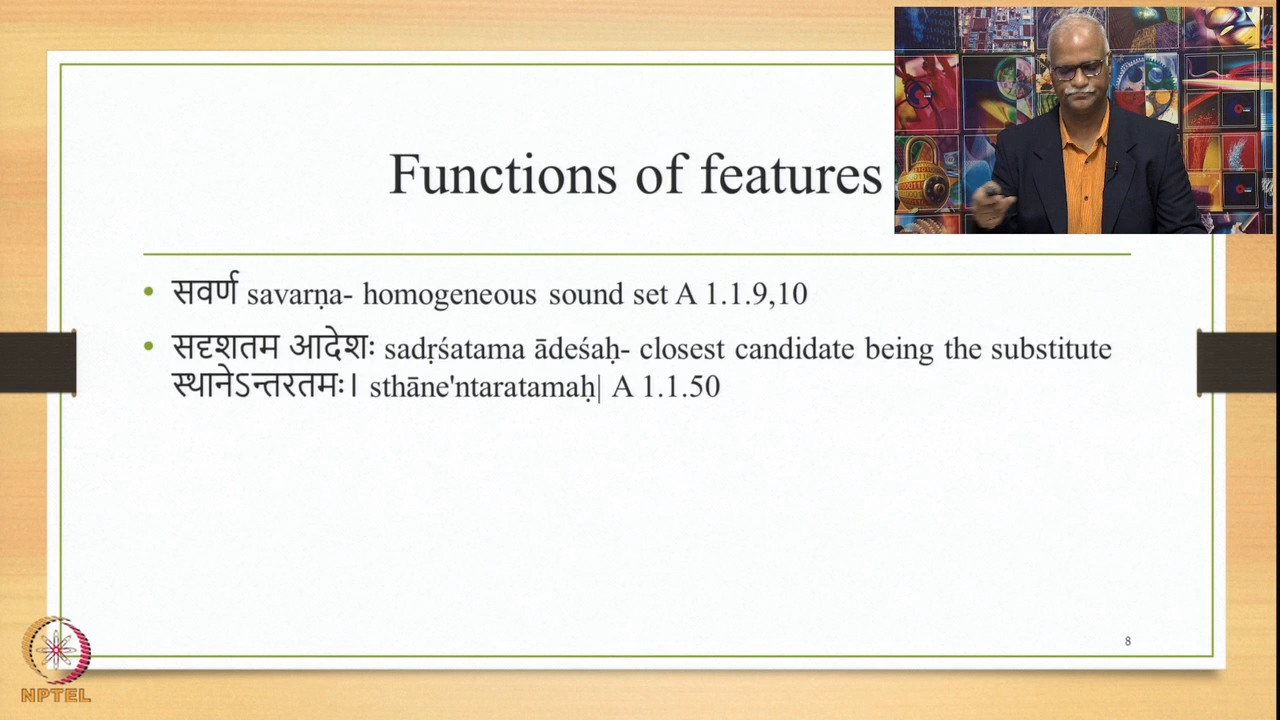 Functions of features
• सवर्ण savarṇa- homogeneous sound set A 1.1.9,10
• सदृशतम आदेशः sadṛśatama ādeśaḥ- closest candidate being the substitute
स्थानेऽन्तरतमः। sthāne'ntaratamaḥ| A 1.1.50
8
NPTEL